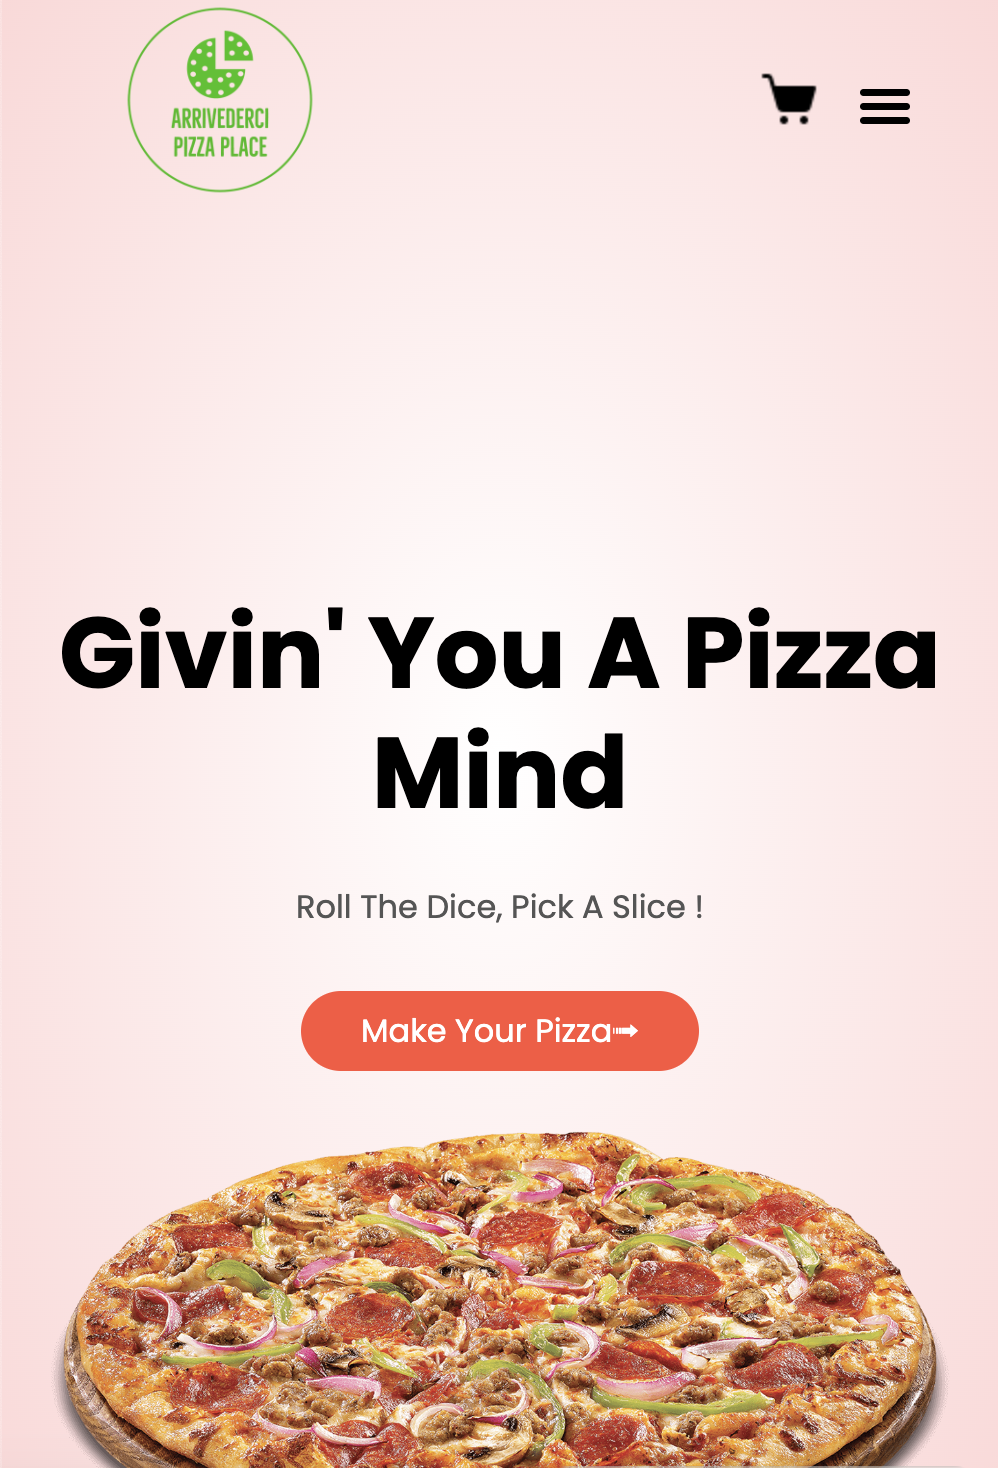 ARRIVEDERCI
PIZZA PLACE
Givin' You A Pizza
Mind
Roll The Dice, Pick A Slice !
Make Your Pizza➟